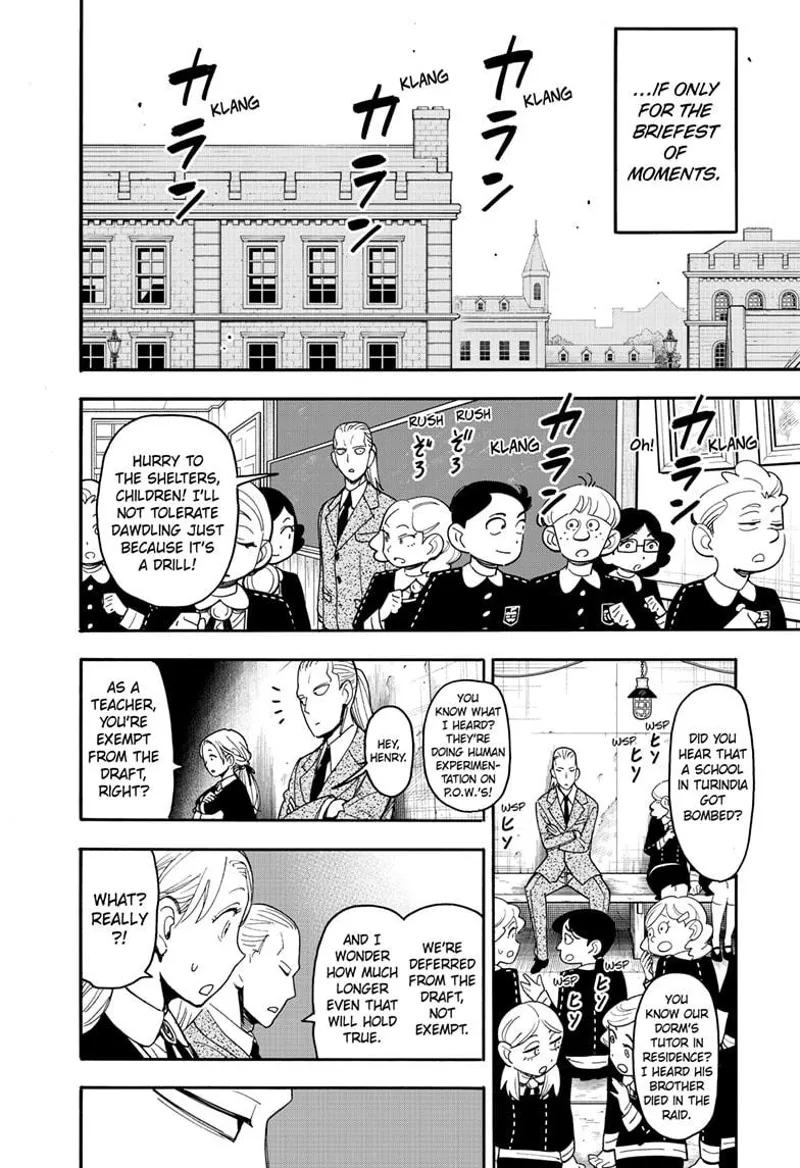 ...IF ONLY
FOR THE
BRIEFEST
OF
MOMENTS.
カラン
KLANG
カラン
KLANG
カラン
KLANG
カラン
KLANG
Oh!
カラン
KLANG
RUSH
RUSH
ぞろ
ぞろ
HURRY TO
THE SHELTERS,
CHILDREN! I'LL
NOT TOLERATE
DAWDLING JUST
BECAUSE IT'S
A DRILL!
DID YOU
HEAR THAT
A SCHOOL
IN TURINDIA
GOT
BOMBED?
WSP
WSP
ヒソ
ヒソ
WSP
ヒソ
YOU
KNOW WHAT
I HEARD?
THEY'RE
DOING HUMAN
EXPERIMEN-
TATION ON
P.O.W.'S!
WSP
WSP
ヒソ
ヒソ
YOU
KNOW OUR
DORM'S
TUTOR IN
RESIDENCE?
I HEARD HIS
BROTHER
DIED IN THE
RAID.
HEY,
HENRY.
AS A
TEACHER,
YOU'RE
EXEMPT
FROM THE
DRAFT,
RIGHT?
WE'RE
DEFERRED
FROM THE
DRAFT,
NOT
EXEMPT.
AND I
WONDER
HOW MUCH
LONGER
EVEN THAT
WILL HOLD
TRUE.
WHAT?
REALLY
?!